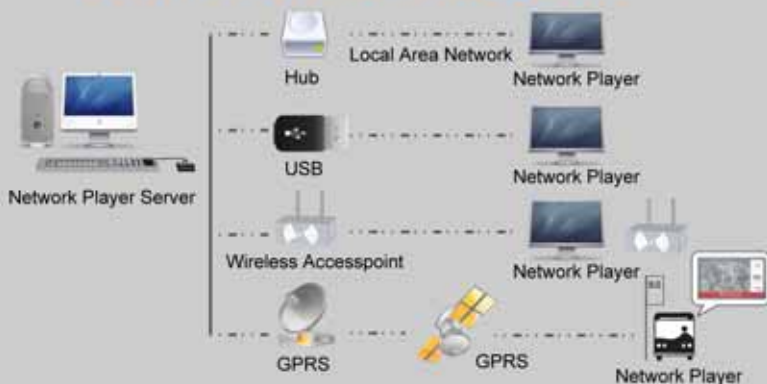 Hub
Local Area Network
Network Player
USB
Network Player
Network Player Server
Wireless Accesspoint
Network Player
GPRS
GPRS
Network Player